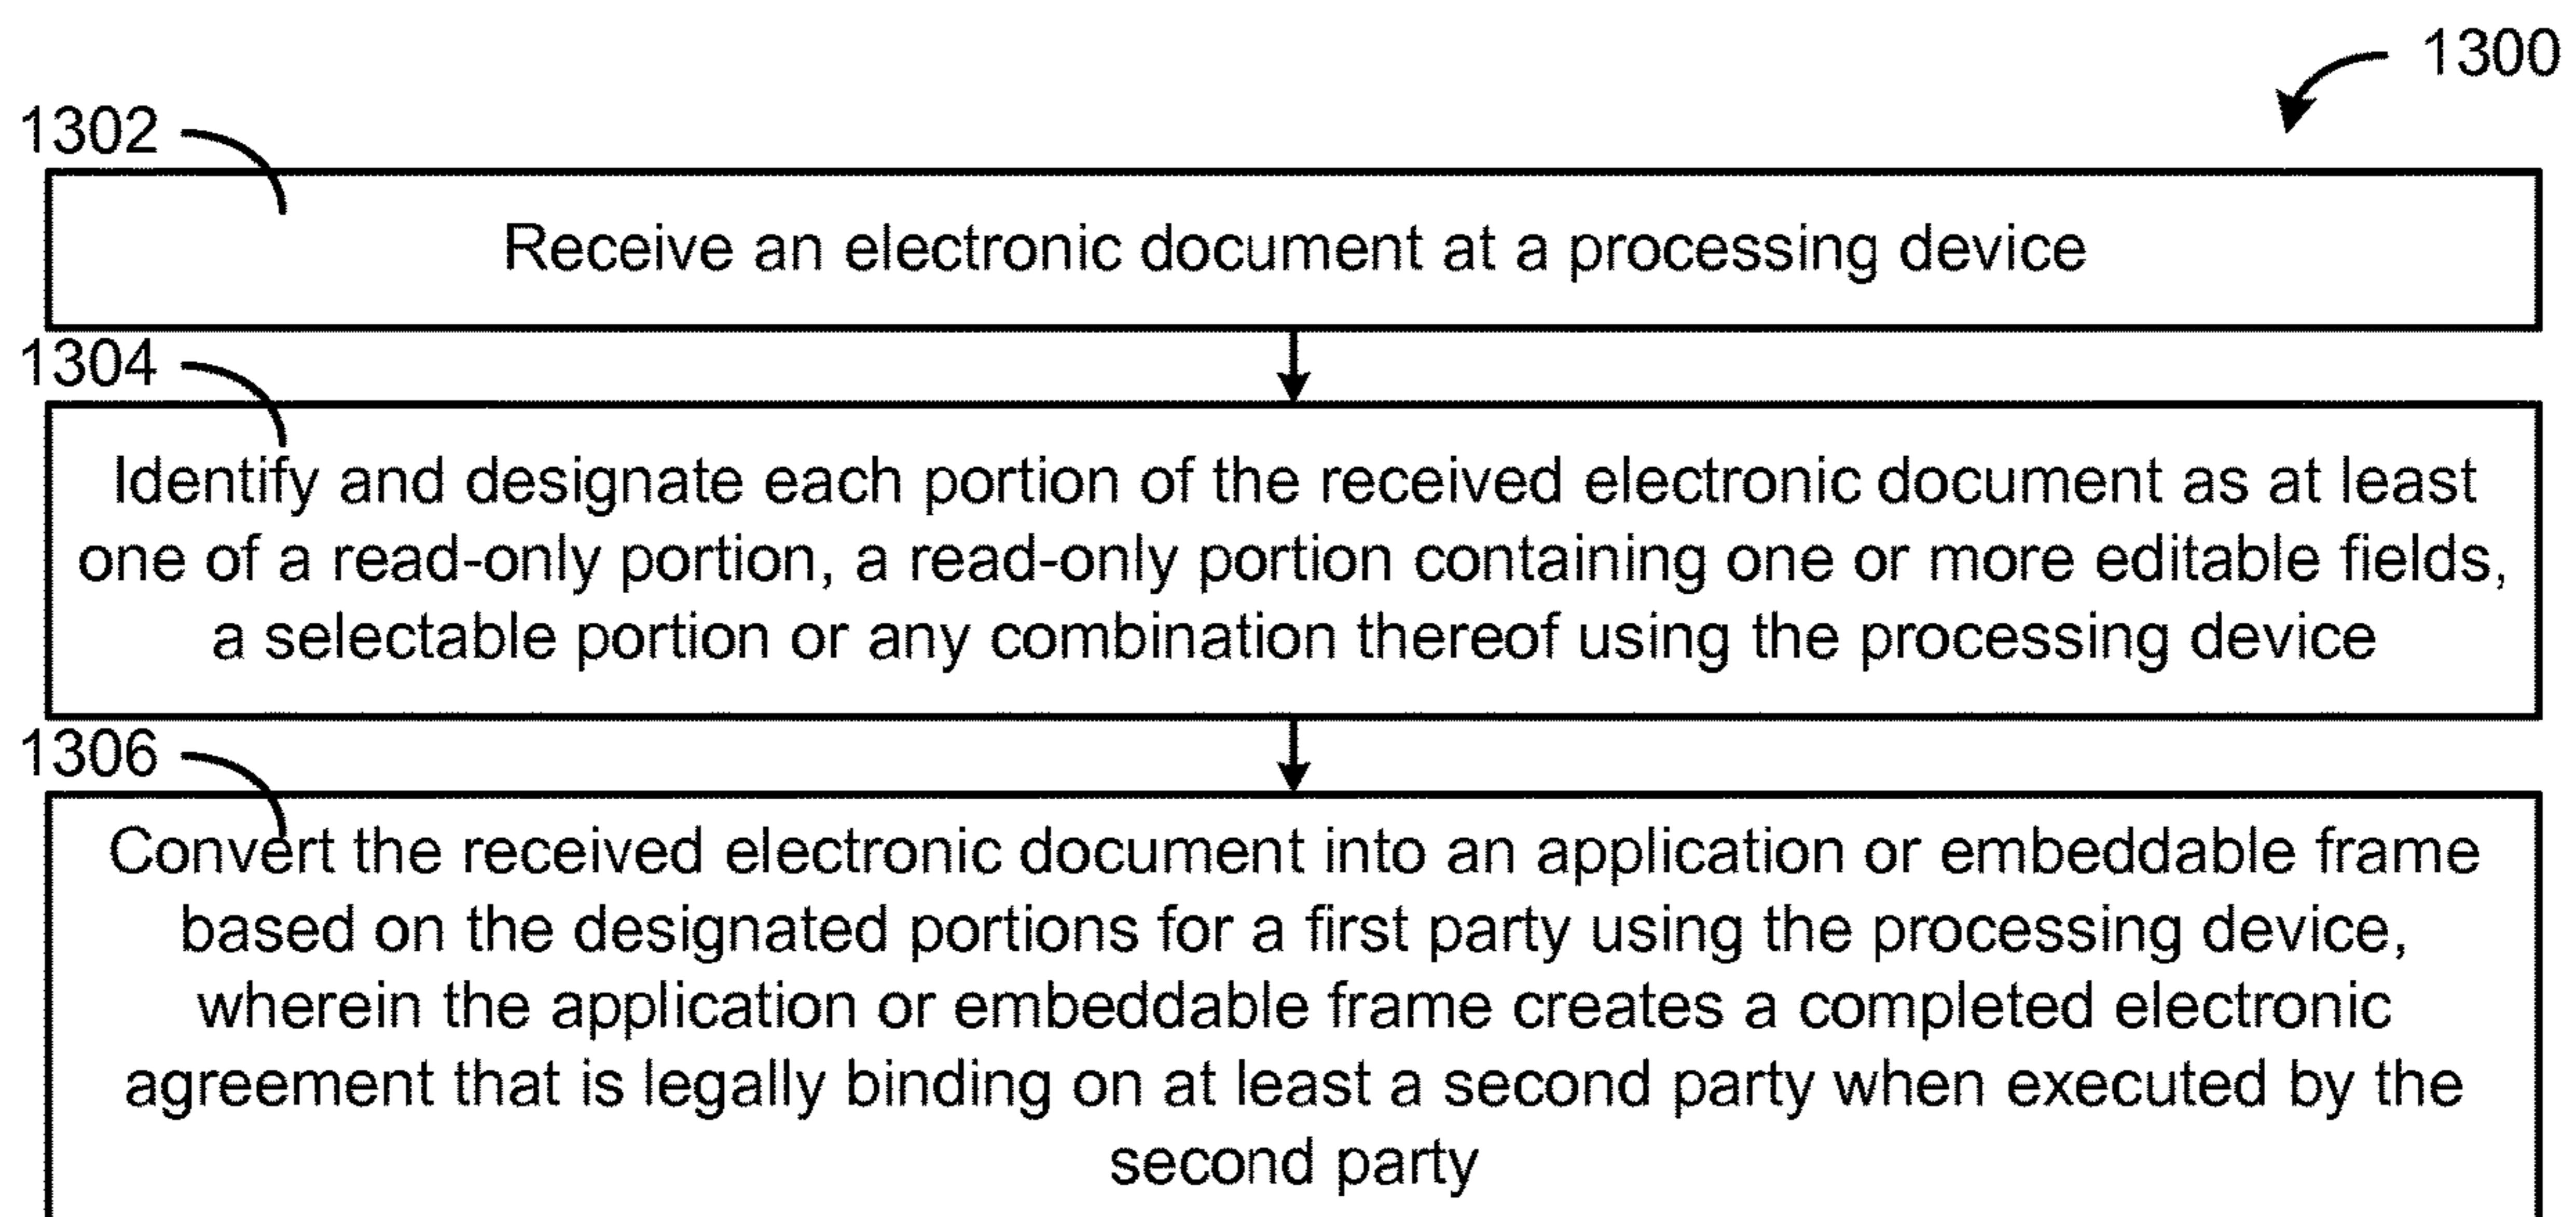 1300
1302
Receive an electronic document at a processing device
1304
Identify and designate each portion of the received electronic document as at least
one of a read-only portion, a read-only portion containing one or more editable fields,
a selectable portion or any combination thereof using the processing device
1306
Convert the received electronic document into an application or embeddable frame
based on the designated portions for a first party using the processing device,
wherein the application or embeddable frame creates a completed electronic
agreement that is legally binding on at least a second party when executed by the
second party